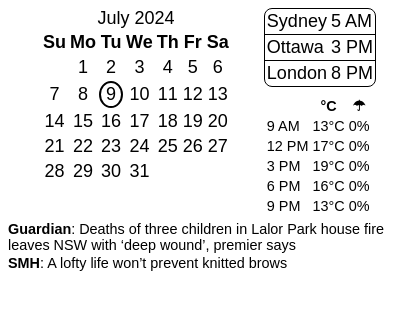 July 2024
Su Mo Tu We Th Fr Sa
1 2 3 4 5 6
7 8 9 10 11 12 13
14 15 16 17 18 19 20
21 22 23 24 25 26 27
28 29 30 31
Sydney 5 AM
Ottawa 3 PM
London 8 PM
°C ☂
9 AM 13°C 0%
12 PM 17°C 0%
3 PM 19°C 0%
6 PM 16°C 0%
9 PM 13°C 0%
Guardian: Deaths of three children in Lalor Park house fire
leaves NSW with ‘deep wound’, premier says
SMH: A lofty life won’t prevent knitted brows